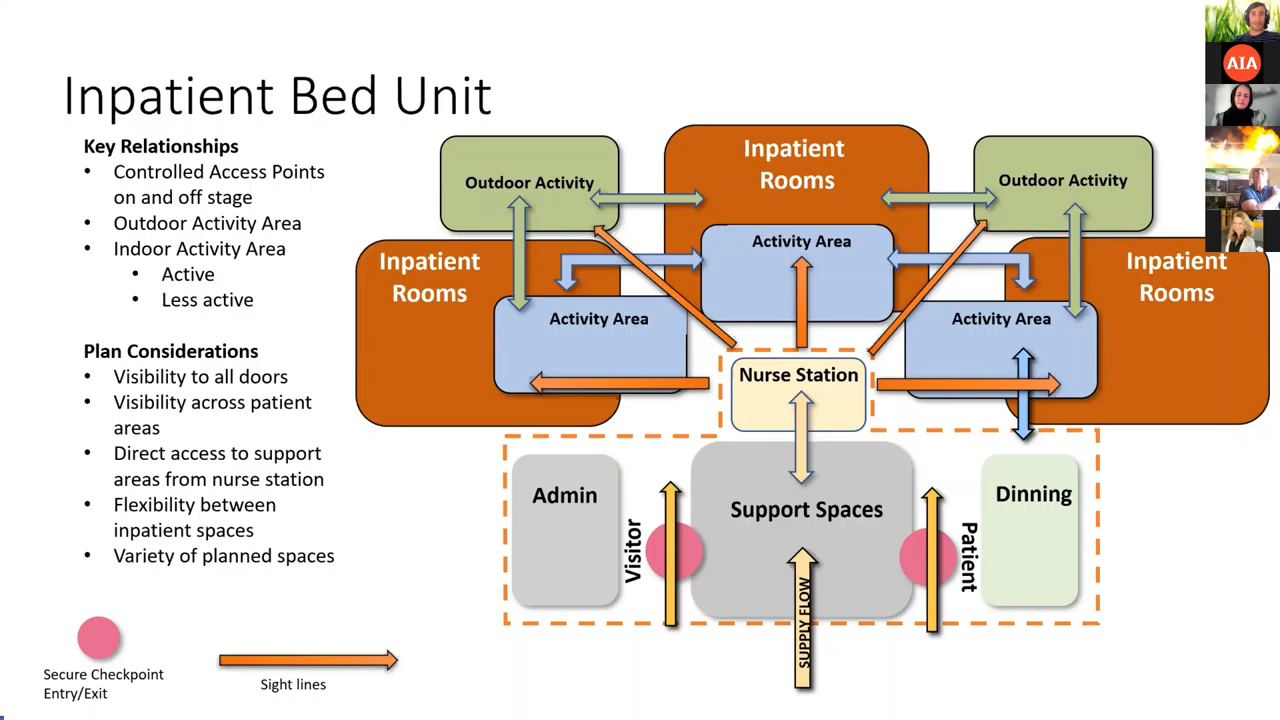 Inpatient Bed Unit
Key Relationships
• Controlled Access Points
on and off stage
• Outdoor Activity Area
• Indoor Activity Area
• Active
• Less active
Plan Considerations
• Visibility to all doors
• Visibility across patient
areas
• Direct access to support
areas from nurse station
• Flexibility between
inpatient spaces
• Variety of planned spaces
Secure Checkpoint
Entry/Exit
Sight lines
Outdoor Activity
Inpatient
Rooms
Outdoor Activity
Activity Area
Inpatient
Rooms
Inpatient
Rooms
Activity Area
Activity Area
Nurse Station
Admin
Visitor
Support Spaces
Patient
Dinning
SUPPLY FLOW
AIA